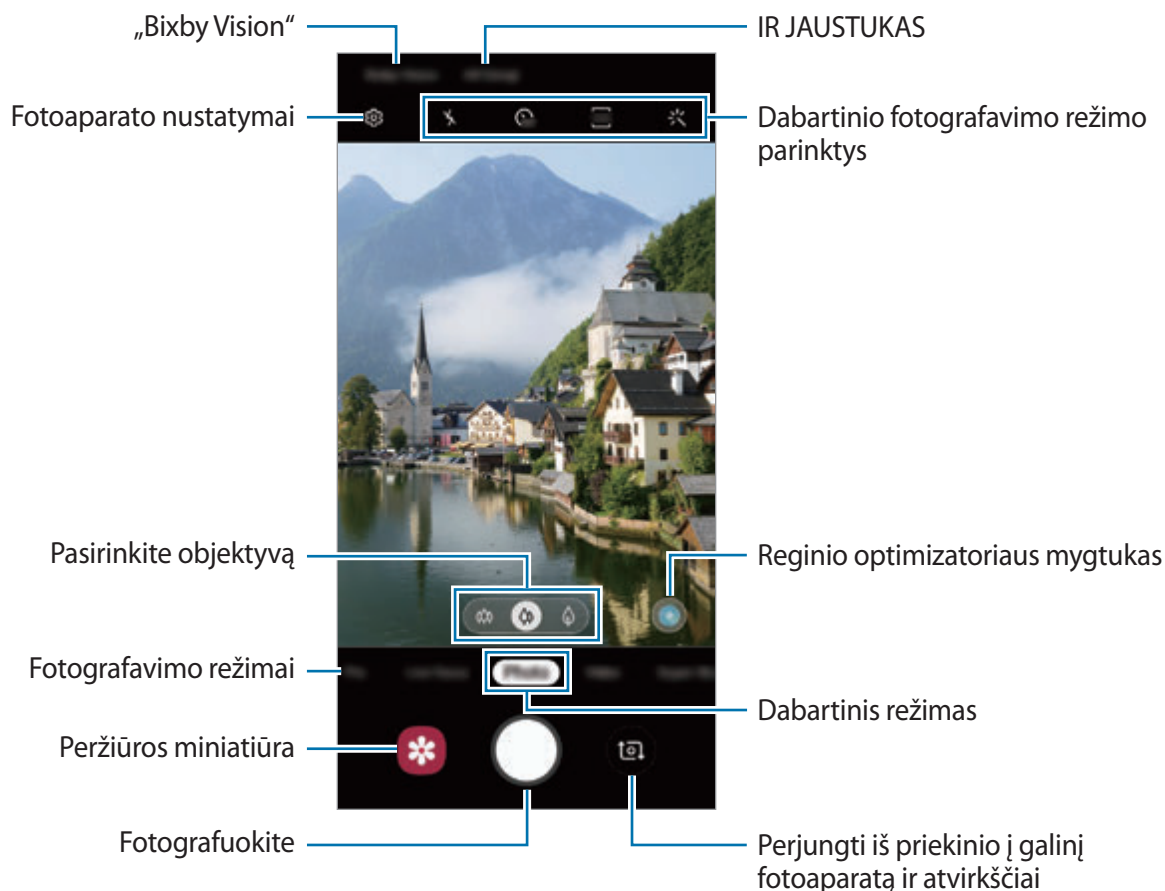 „Bixby Vision“
IR JAUSTUKAS
Fotoaparato nustatymai
Dabartinio fotografavimo režimo
parinktys
Pasirinkite objektyvą
Reginio optimizatoriaus mygtukas
Fotografavimo režimai
Dabartinis režimas
Peržiūros miniatiūra
Fotografuokite
Perjungti iš priekinio į galinį
fotoaparatą ir atvirkščiai